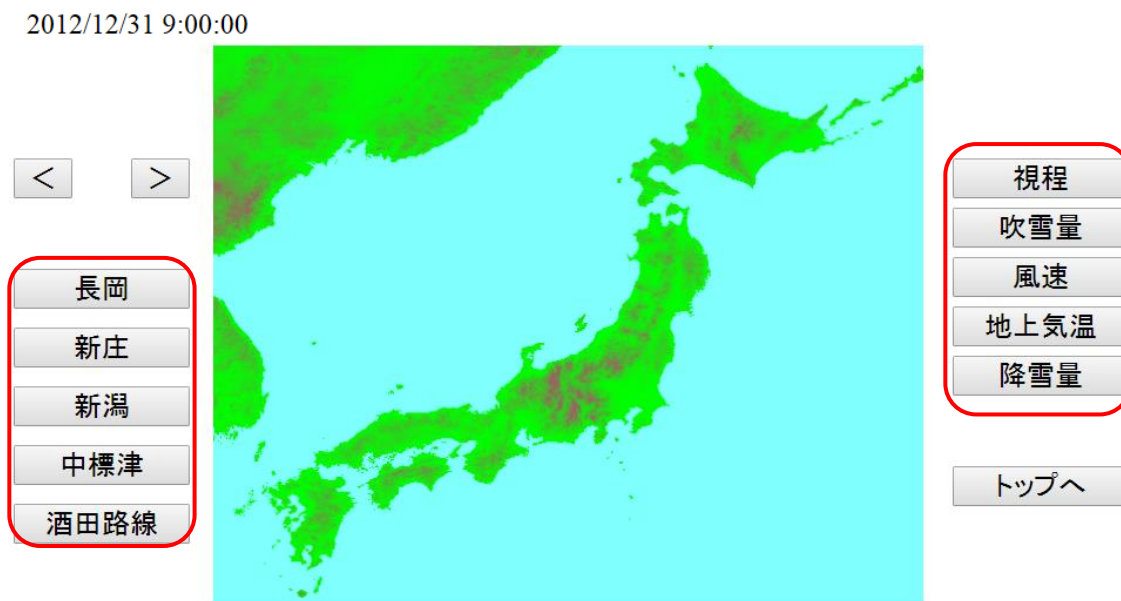 2012/12/31 9:00:00
<
>
長岡
新庄
新潟
中標津
酒田路線
視程
吹雪量
風速
地上気温
降雪量
トップへ